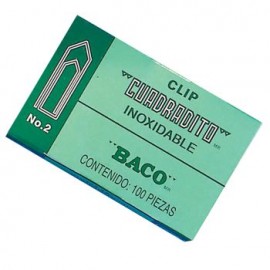 CLIP
"CUADRADITO"
INOXIDABLE
"BACO"
CONTENIDO: 100 PIEZAS
No.2